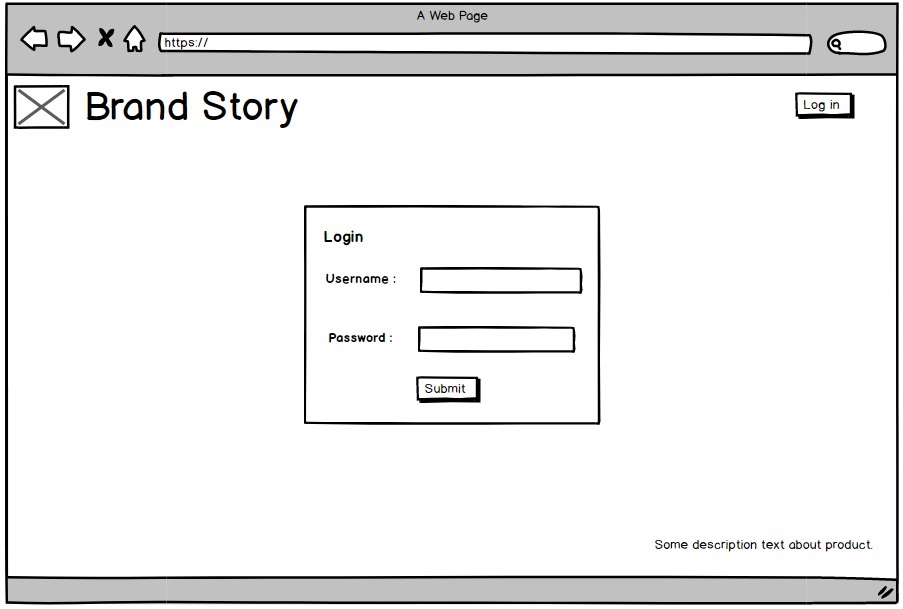 A Web Page
https://
Brand Story
Log in
Login
Username :
Password :
Submit
Some description text about product.